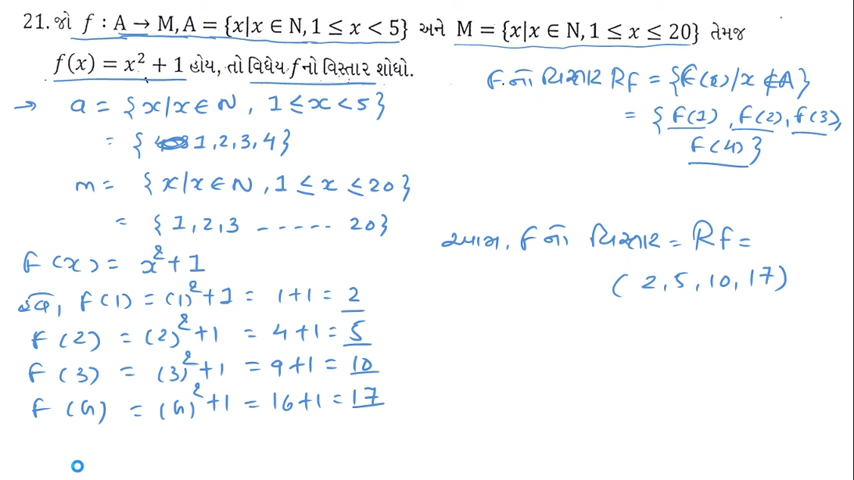 21. જો f : A → M, A = {x|x ∈ N, 1 ≤ x < 5} અને M = {x|x ∈ N, 1 ≤ x ≤ 20} તેમજ
f(x) = x² + 1 હોય, તો વિધેય f નો વિસ્તાર શોધો.
→ a = {x/x∈N, 1≤x<5}
= {1,2,3,4}
m = {x/x∈N, 1≤x≤20}
= {1,2,3 ------ 20}
F(x) = x²+1
હવે, f(1) = (1)²+1 = 1+1 = 2
f(2) = (2)²+1 = 4+1 = 5
f(3) = (3)²+1 = 9+1 = 10
f(4) = (4)²+1 = 16+1 = 17
F નો વિસ્તાર Rf = {f(x)/x∉A}
= {f(1), f(2), f(3),
f(4)}
આમ, F નો વિસ્તાર = Rf =
(2,5,10,17)